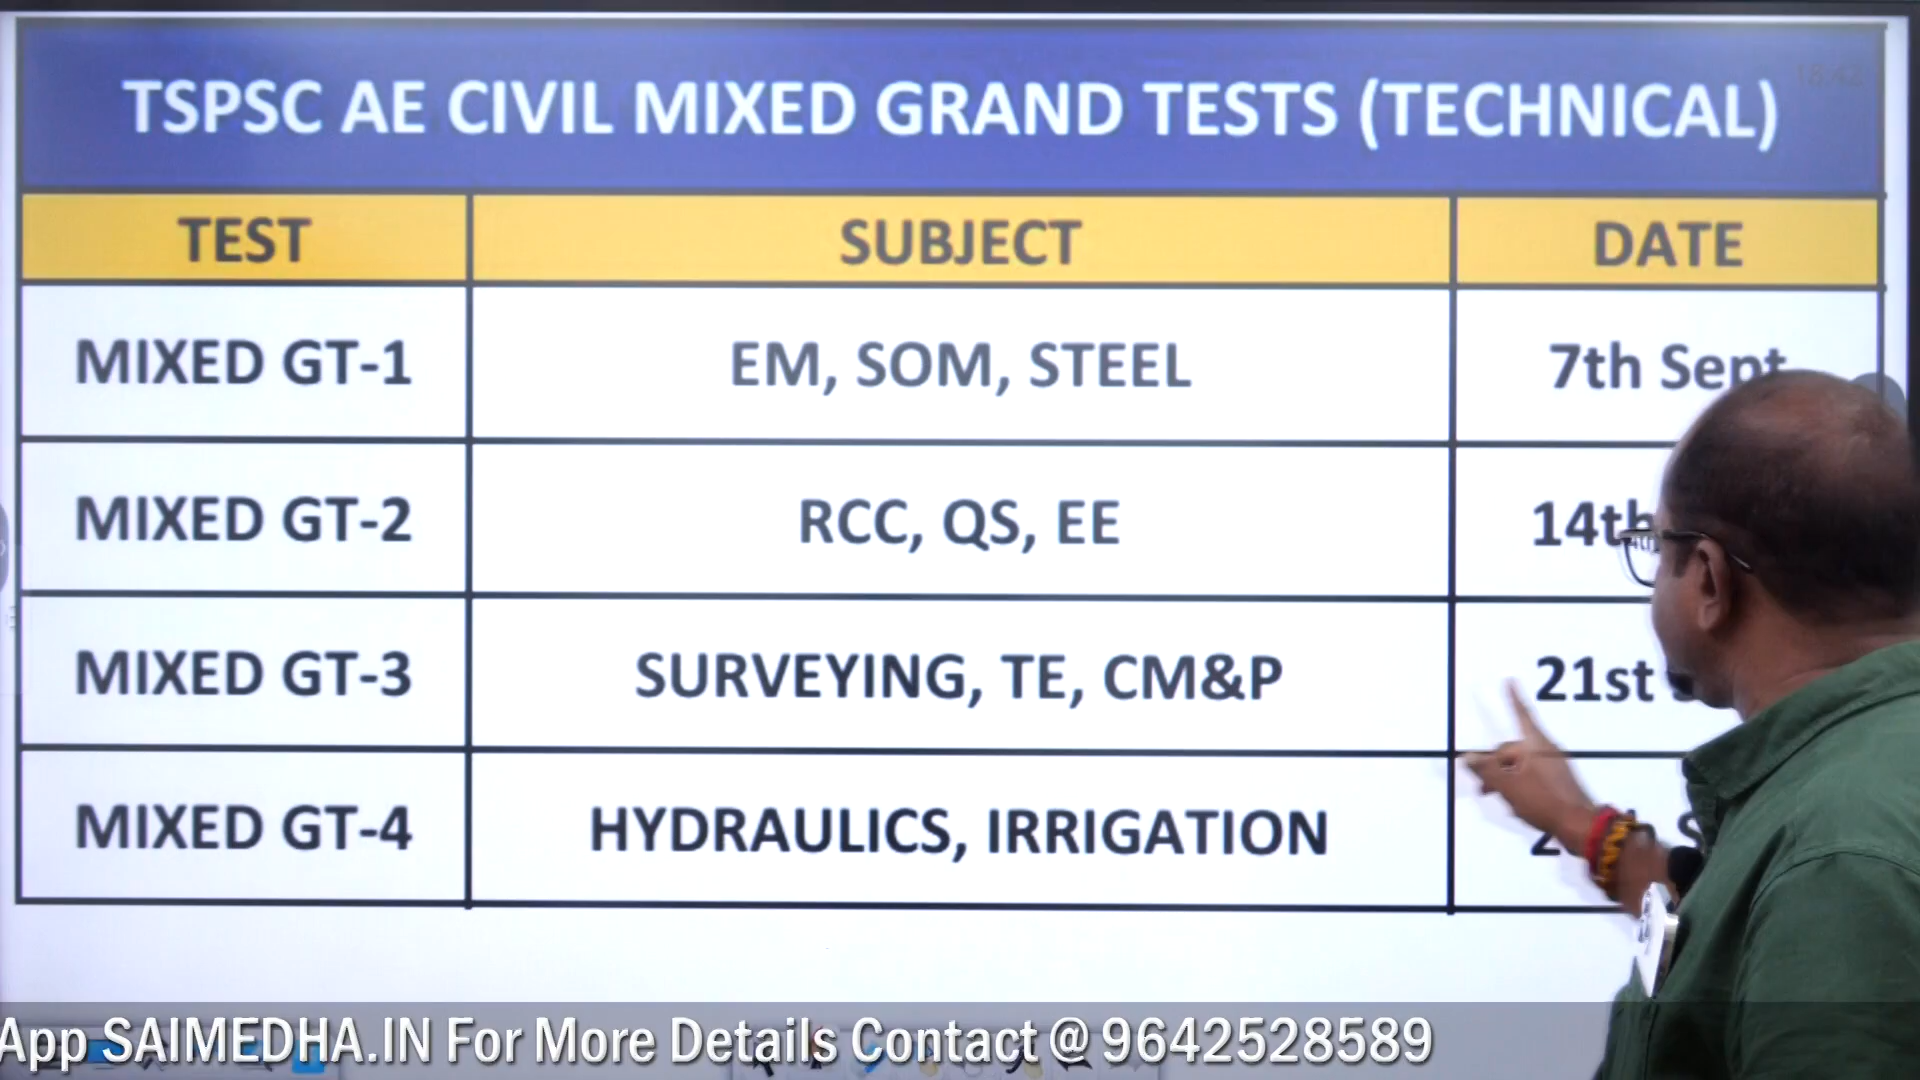 TSPSC AE CIVIL MIXED GRAND TESTS (TECHNICAL)
TEST SUBJECT DATE
MIXED GT-1 EM, SOM, STEEL 7th Sept
MIXED GT-2 RCC, QS, EE 14th
MIXED GT-3 SURVEYING, TE, CM&P 21st
MIXED GT-4 HYDRAULICS, IRRIGATION
App SAIMEDHA.IN For More Details Contact @ 9642528589